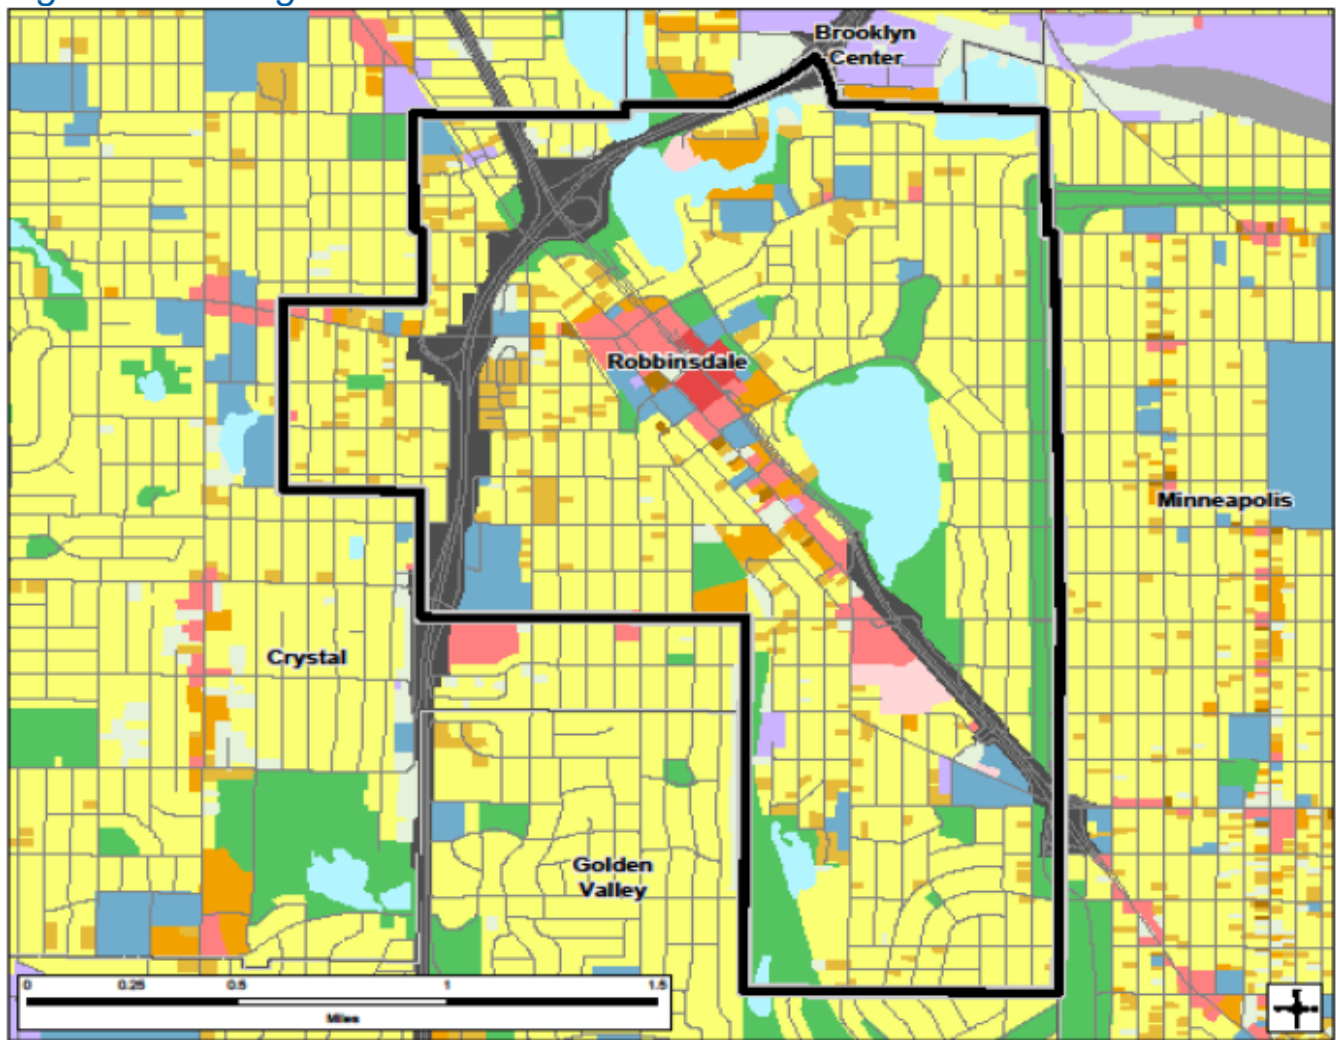 Brooklyn
Center
Robbinsdale
Minneapolis
Crystal
Golden
Valley
0 0.25 0.5 1 1.5
Miles